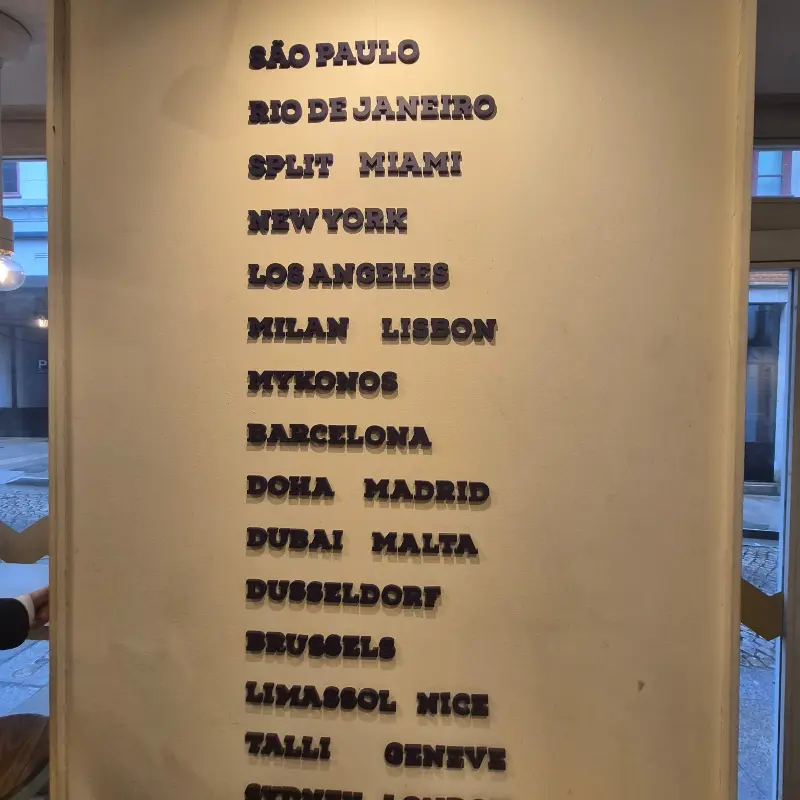 SÃO PAULO
RIO DE JANEIRO
SPLIT MIAMI
NEW YORK
LOS ANGELES
MILAN LISBON
MYKONOS
BARCELONA
DOHA MADRID
DUBAI MALTA
DUSSELDORF
BRUSSELS
LIMASSOL NICE
TALLI GENEVE
SYDNEY
P